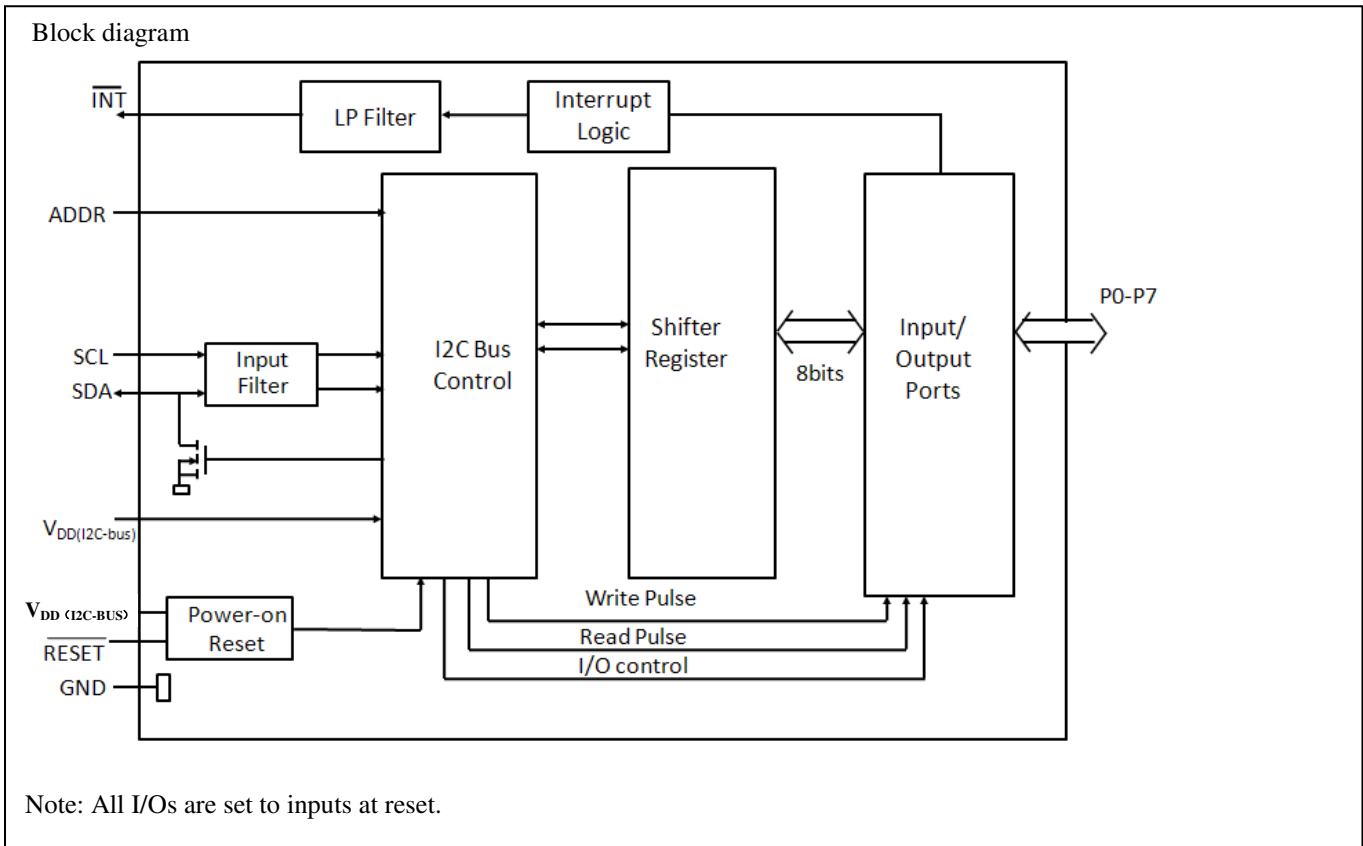 Block diagram
INT
LP Filter
Interrupt
Logic
ADDR
SCL
SDA
Input
Filter
I2C Bus
Control
Shifter
Register
8bits
Input/
Output
Ports
P0-P7
VDD(I2C-bus)
VDD（I2C-BUS）
RESET
Power-on
Reset
GND
Write Pulse
Read Pulse
I/O control
Note: All I/Os are set to inputs at reset.